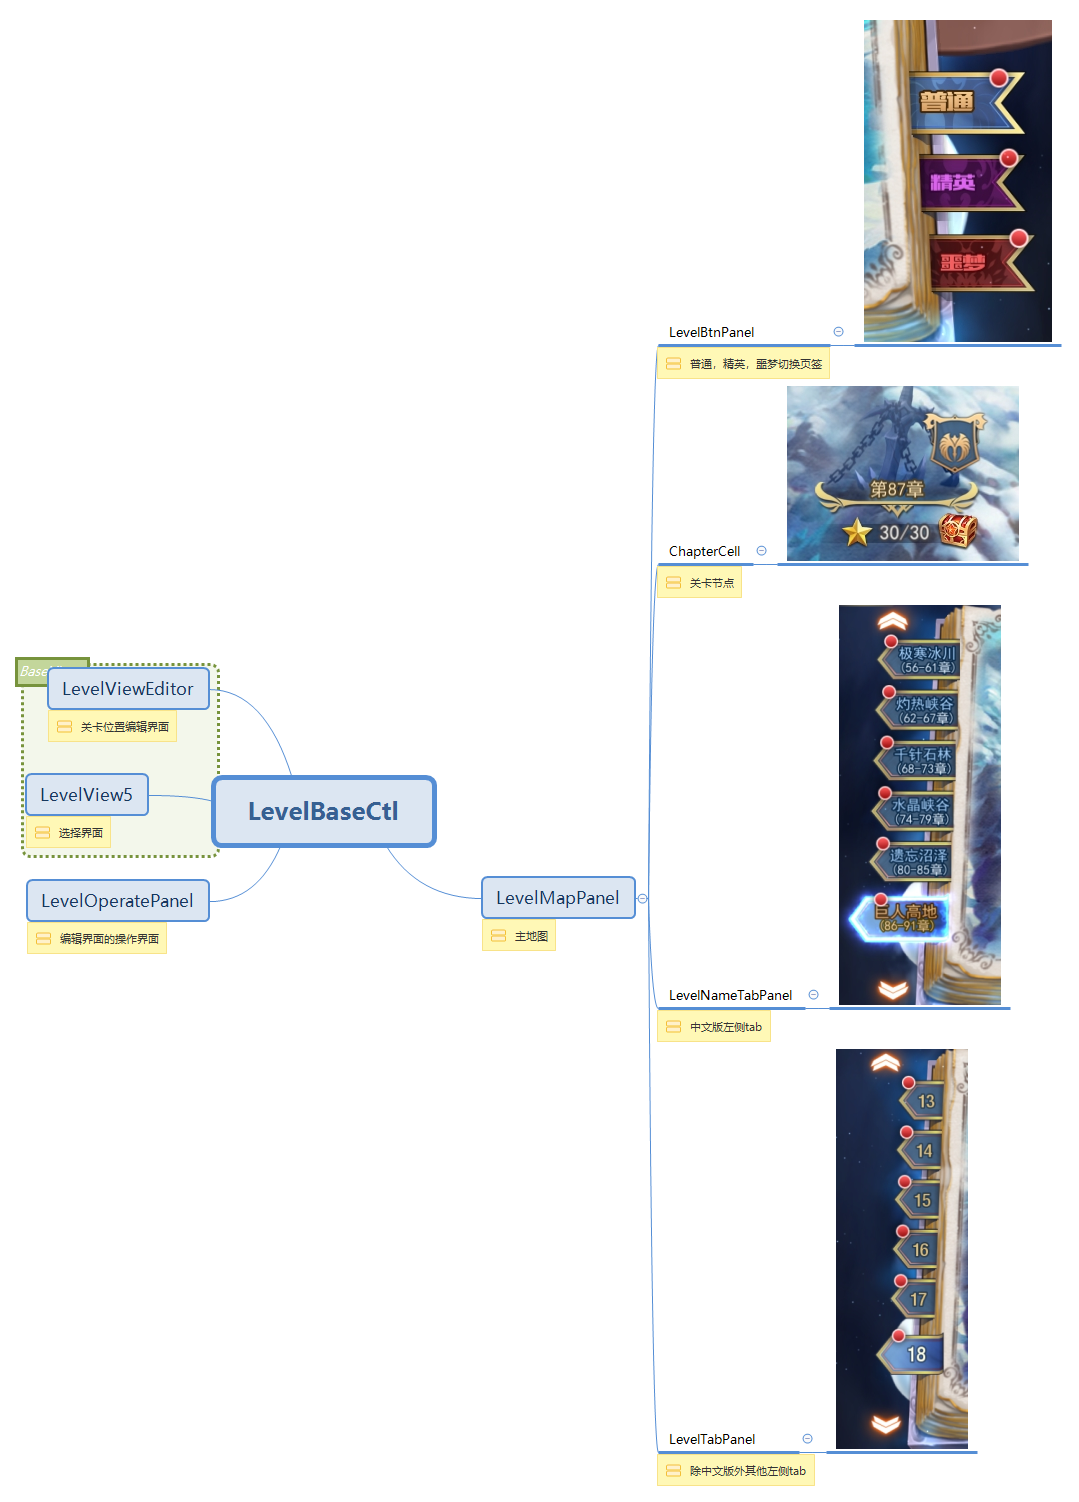 普通
精英
噩梦
LevelBtnPanel
普通，精英，噩梦切换页签
第87章
30/30
ChapterCell
关卡节点
极寒冰川
(56-61章)
灼热峡谷
(62-67章)
千针石林
(68-73章)
水晶峡谷
(74-79章)
遗忘沼泽
(80-85章)
巨人高地
(86-91章)
LevelNameTabPanel
中文版左侧tab
13
14
15
16
17
18
LevelTabPanel
除中文版外其他左侧tab
Base
LevelViewEditor
关卡位置编辑界面
LevelView5
选择界面
LevelBaseCtl
LevelOperatePanel
编辑界面的操作界面
LevelMapPanel
主地图